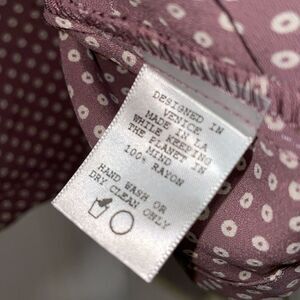 DESIGNED IN
VENICE
MADE IN LA
WHILE KEEPING
THE PLANET IN
MIND
100% RAYON
HAND WASH OR
DRY CLEAN ONLY